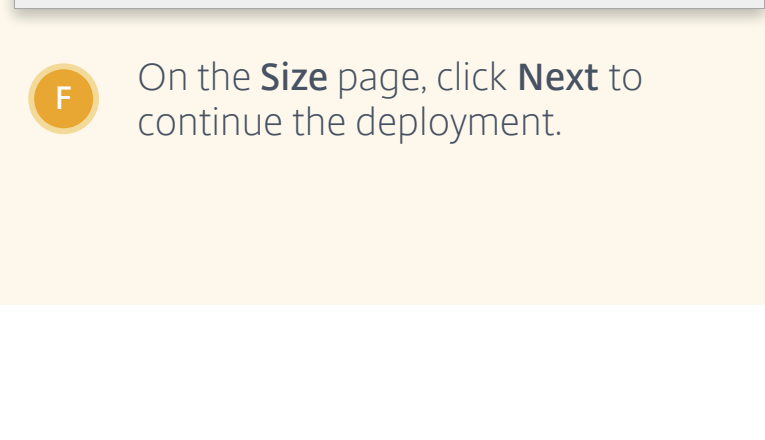 F
On the Size page, click Next to
continue the deployment.